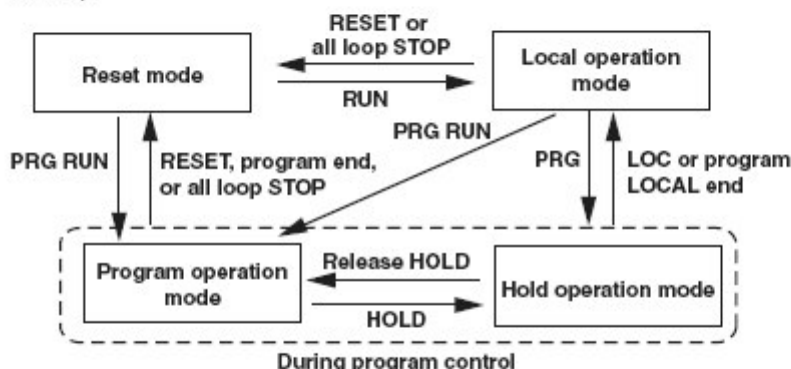 RESET or
all loop STOP
Reset mode
Local operation
mode
RUN
PRG RUN
PRG RUN
RESET, program end,
or all loop STOP
PRG
LOC or program
LOCAL end
Program operation
mode
Release HOLD
HOLD
Hold operation mode
During program control